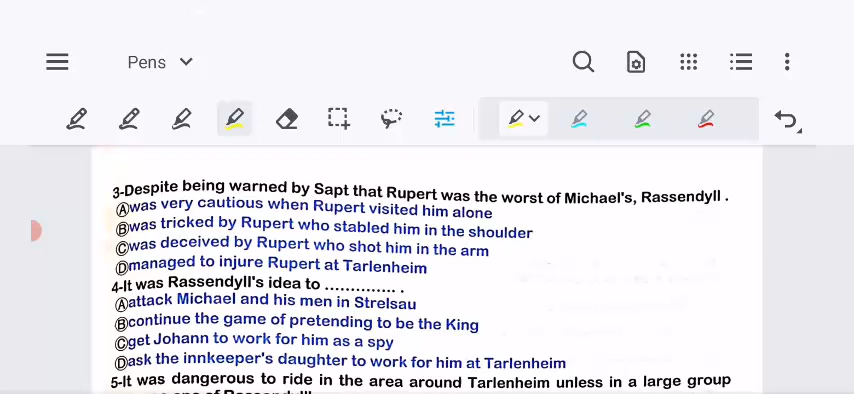 Pens
3-Despite being warned by Sapt that Rupert was the worst of Michael's, Rassendyll .
Ⓐwas very cautious when Rupert visited him alone
Ⓑwas tricked by Rupert who stabled him in the shoulder
Ⓒwas deceived by Rupert who shot him in the arm
Ⓓmanaged to injure Rupert at Tarlenheim
4-It was Rassendyll's idea to .............. .
Ⓐattack Michael and his men in Strelsau
Ⓑcontinue the game of pretending to be the King
Ⓒget Johann to work for him as a spy
Ⓓask the innkeeper's daughter to work for him at Tarlenheim
5-It was dangerous to ride in the area around Tarlenheim unless in a large group